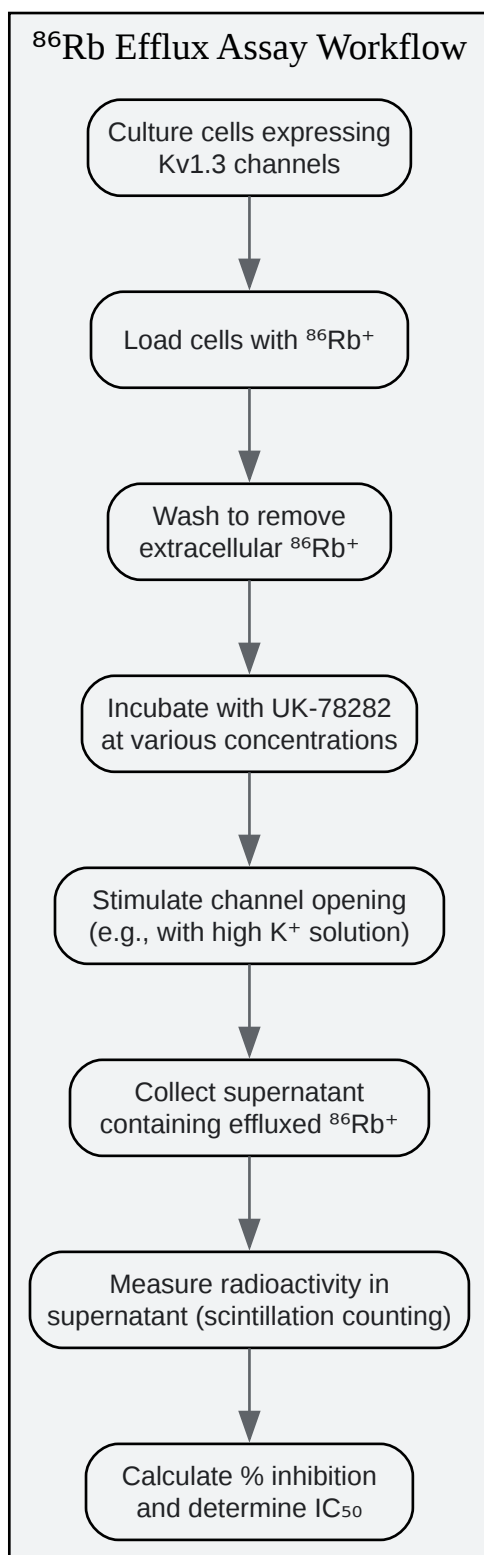 ⁸⁶Rb Efflux Assay Workflow
Culture cells expressing
Kv1.3 channels
Load cells with ⁸⁶Rb⁺
Wash to remove
extracellular ⁸⁶Rb⁺
Incubate with UK-78282
at various concentrations
Stimulate channel opening
(e.g., with high K⁺ solution)
Collect supernatant
containing effluxed ⁸⁶Rb⁺
Measure radioactivity in
supernatant (scintillation counting)
Calculate % inhibition
and determine IC₅₀